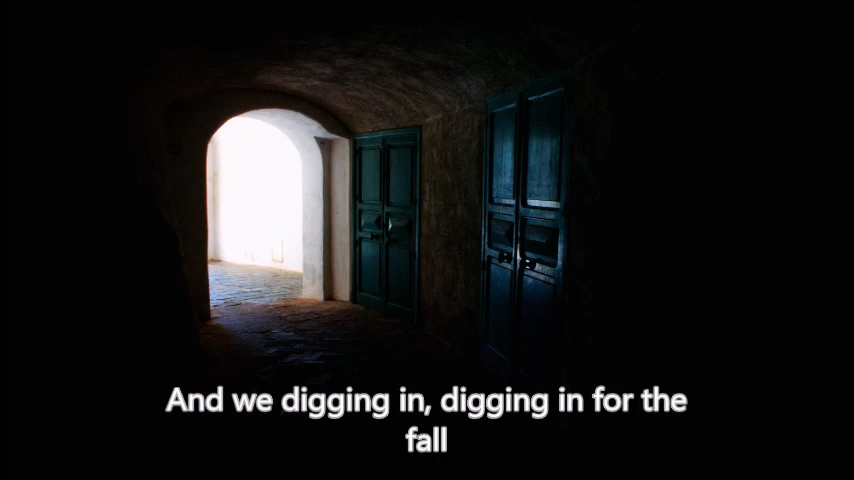 And we digging in, digging in for the
fall